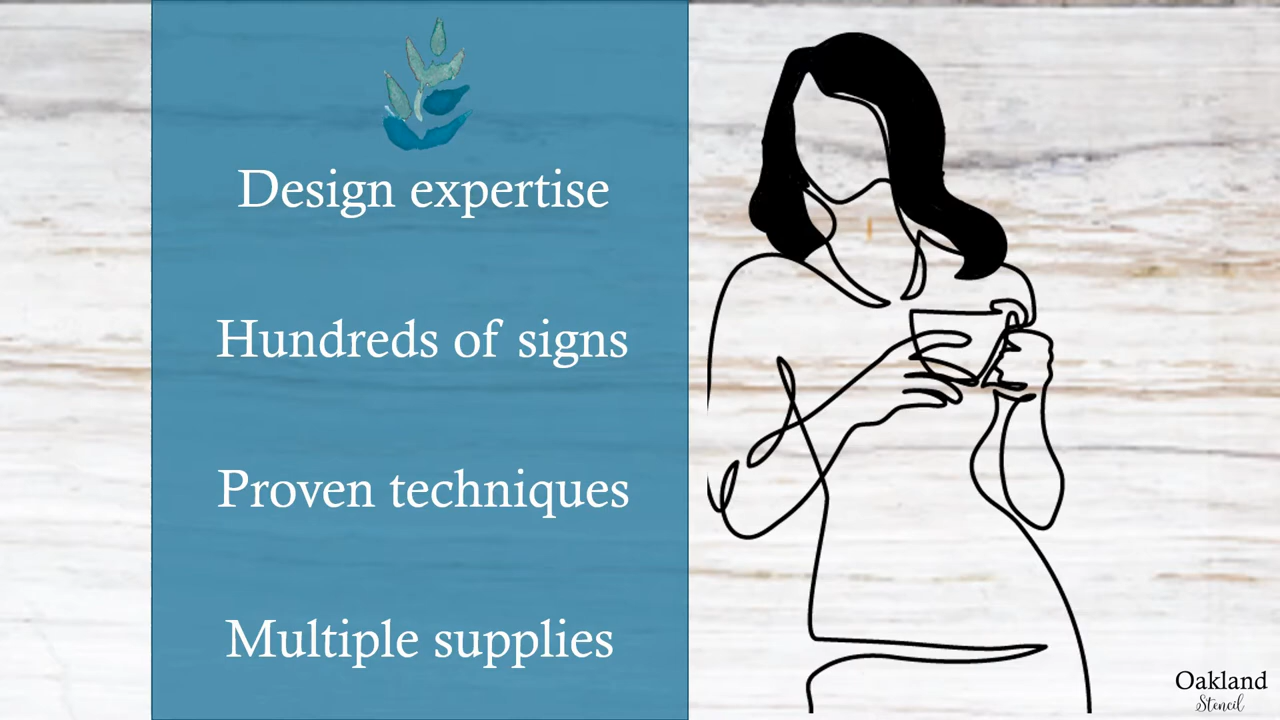 Design expertise
Hundreds of signs
Proven techniques
Multiple supplies
Oakland
Stencil